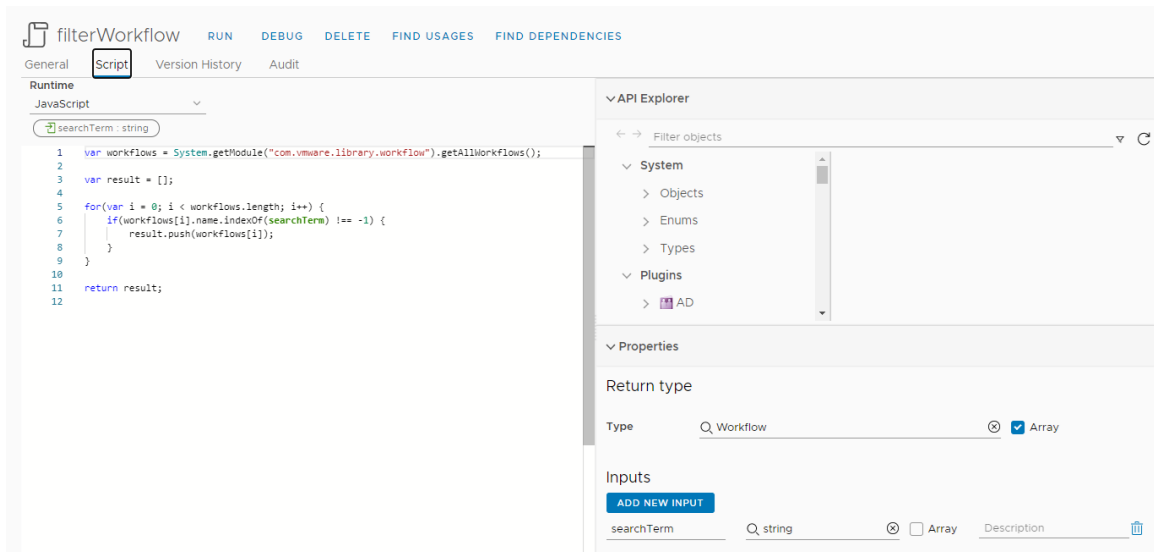 filterWorkflow RUN DEBUG DELETE FIND USAGES FIND DEPENDENCIES
General Script Version History Audit
Runtime
JavaScript
searchTerm : string
1 var workflows = System.getModule("com.vmware.library.workflow").getAllWorkflows();
2
3 var result = [];
4
5 for(var i = 0; i < workflows.length; i++) {
6 if(workflows[i].name.indexOf(searchTerm) !== -1) {
7 result.push(workflows[i]);
8 }
9 }
10
11 return result;
12
API Explorer
Filter objects
System
Objects
Enums
Types
Plugins
AD
Properties
Return type
Type Workflow Array
Inputs
ADD NEW INPUT
searchTerm string Array Description